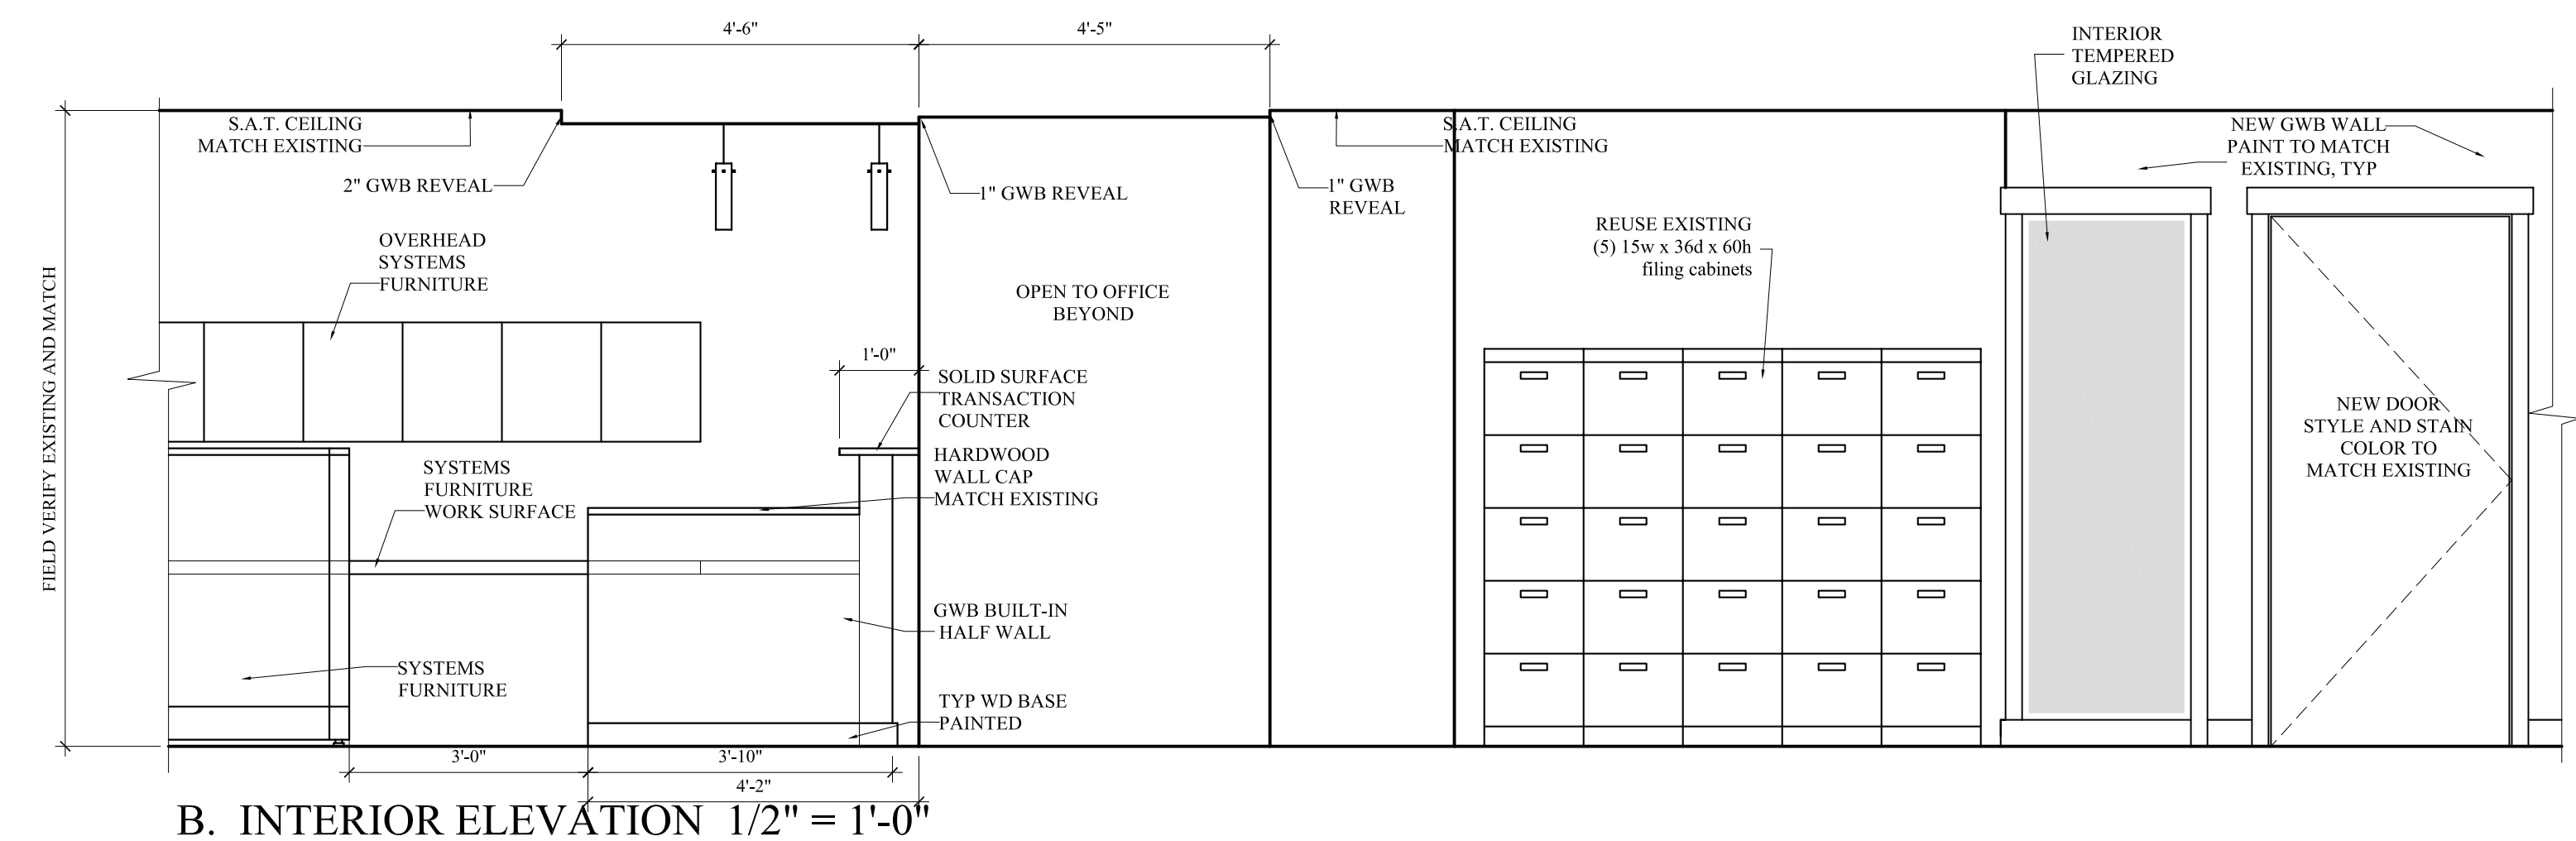 4'-6"
4'-5"
INTERIOR
TEMPERED
GLAZING
S.A.T. CEILING
MATCH EXISTING
2" GWB REVEAL
1" GWB REVEAL
1" GWB
REVEAL
S.A.T. CEILING
MATCH EXISTING
NEW GWB WALL
PAINT TO MATCH
EXISTING, TYP
OVERHEAD
SYSTEMS
FURNITURE
REUSE EXISTING
(5) 15w x 36d x 60h
filing cabinets
OPEN TO OFFICE
BEYOND
FIELD VERIFY EXISTING AND MATCH
1'-0"
SOLID SURFACE
TRANSACTION
COUNTER
NEW DOOR
STYLE AND STAIN
COLOR TO
MATCH EXISTING
HARDWOOD
WALL CAP
MATCH EXISTING
SYSTEMS
FURNITURE
WORK SURFACE
GWB BUILT-IN
HALF WALL
SYSTEMS
FURNITURE
TYP WD BASE
PAINTED
3'-0"
3'-10"
4'-2"
B. INTERIOR ELEVATION 1/2" = 1'-0"